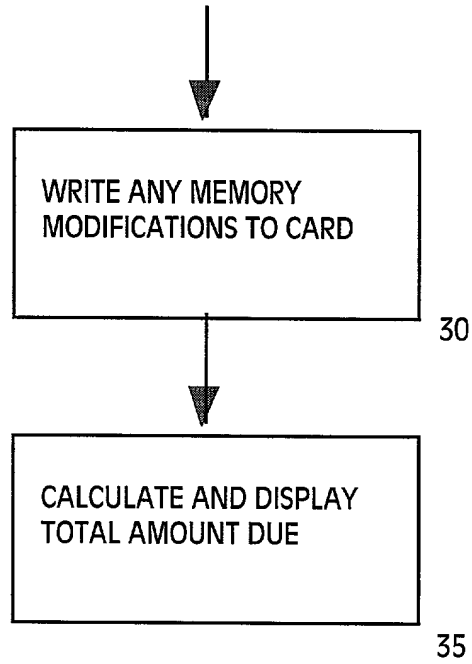 WRITE ANY MEMORY
MODIFICATIONS TO CARD
30
CALCULATE AND DISPLAY
TOTAL AMOUNT DUE
35